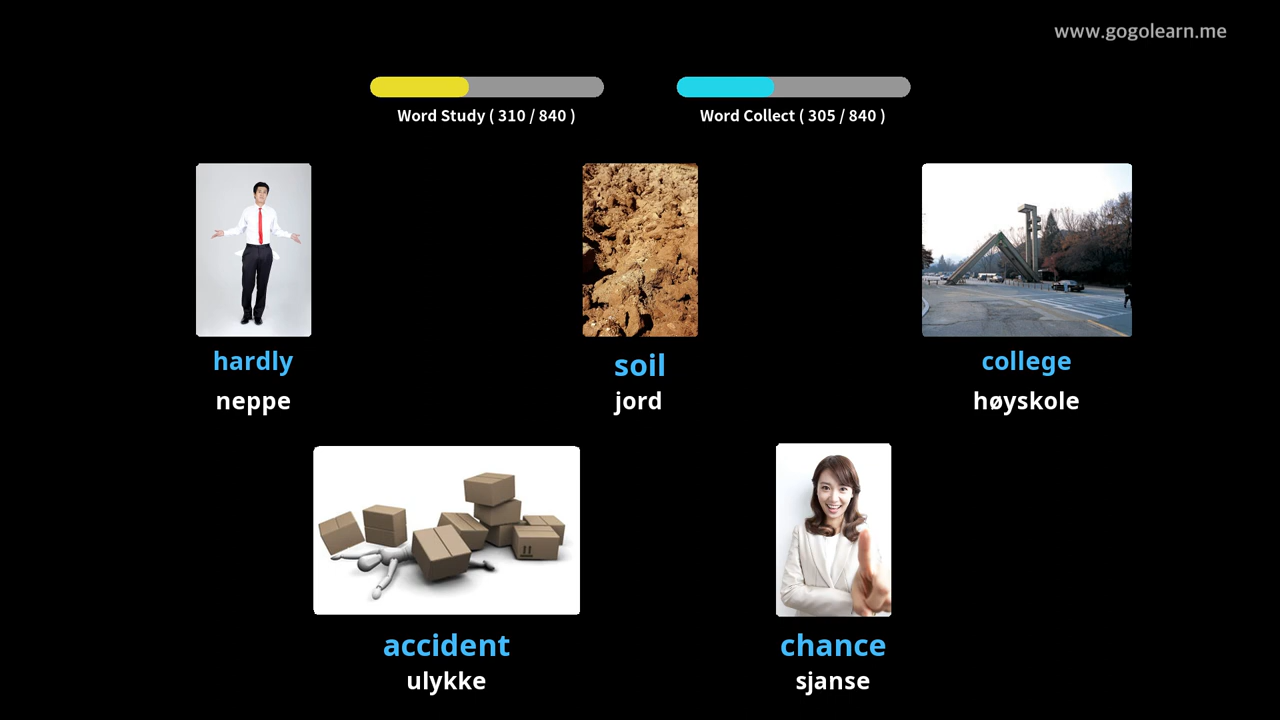 www.gogolearn.me
Word Study ( 310 / 840 )
Word Collect ( 305 / 840 )
hardly
neppe
soil
jord
college
høyskole
accident
ulykke
chance
sjanse